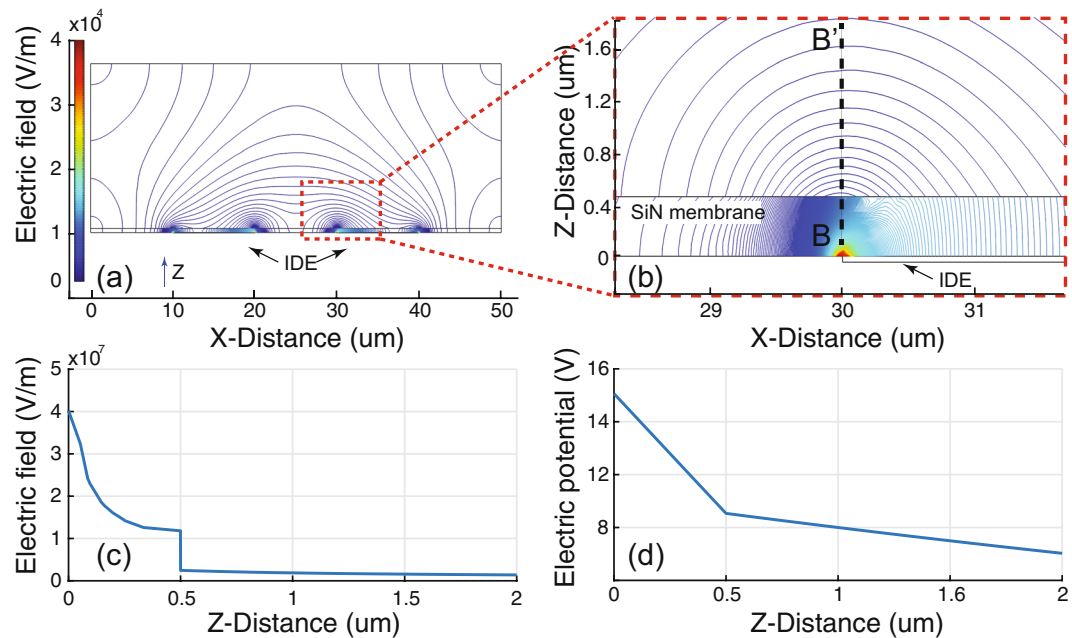 x10⁴
4
3
2
1
0
Electric field (V/m)
(a)
Z
IDE
0 10 20 30 40 50
X-Distance (um)
1.6
1.2
0.8
0.4
0
Z-Distance (um)
B’
SiN membrane
B
(b)
IDE
29 30 31
X-Distance (um)
x10⁷
5
4
3
2
1
0
Electric field (V/m)
(c)
0 0.5 1 1.5 2
Z-Distance (um)
16
14
12
8
Electric potential (V)
(d)
0 0.5 1 1.6 2
Z-Distance (um)